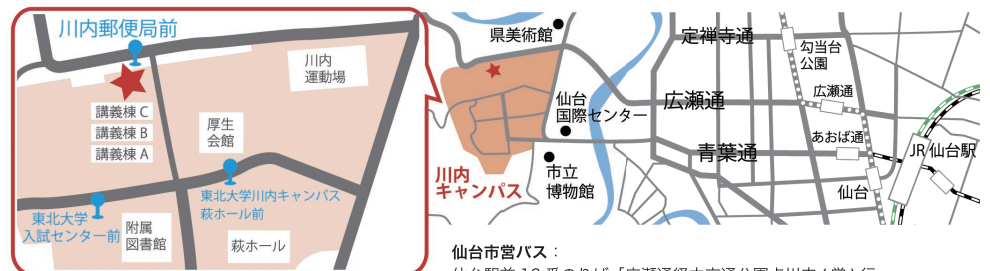 川内郵便局前
川内
運動場
講義棟 C
講義棟 B
講義棟 A
厚生
会館
東北大学川内キャンパス
萩ホール前
東北大学
入試センター前
附属
図書館
萩ホール
県美術館
定禅寺通
勾当台
公園
広瀬通
広瀬通
仙台
国際センター
あおば通
青葉通
JR 仙台駅
川内
キャンパス
市立
博物館
仙台
仙台市営バス：